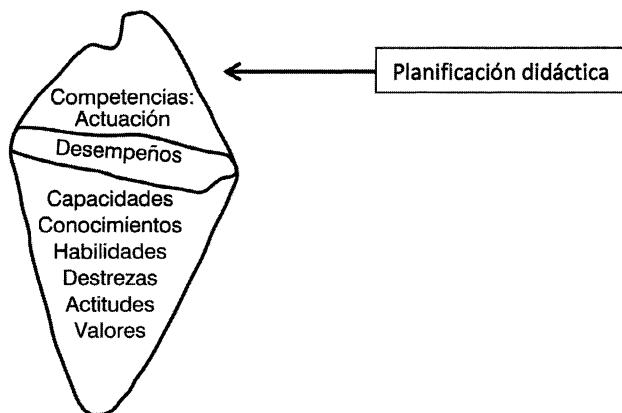 Planificación didáctica
Competencias:
Actuación
Desempeños
Capacidades
Conocimientos
Habilidades
Destrezas
Actitudes
Valores